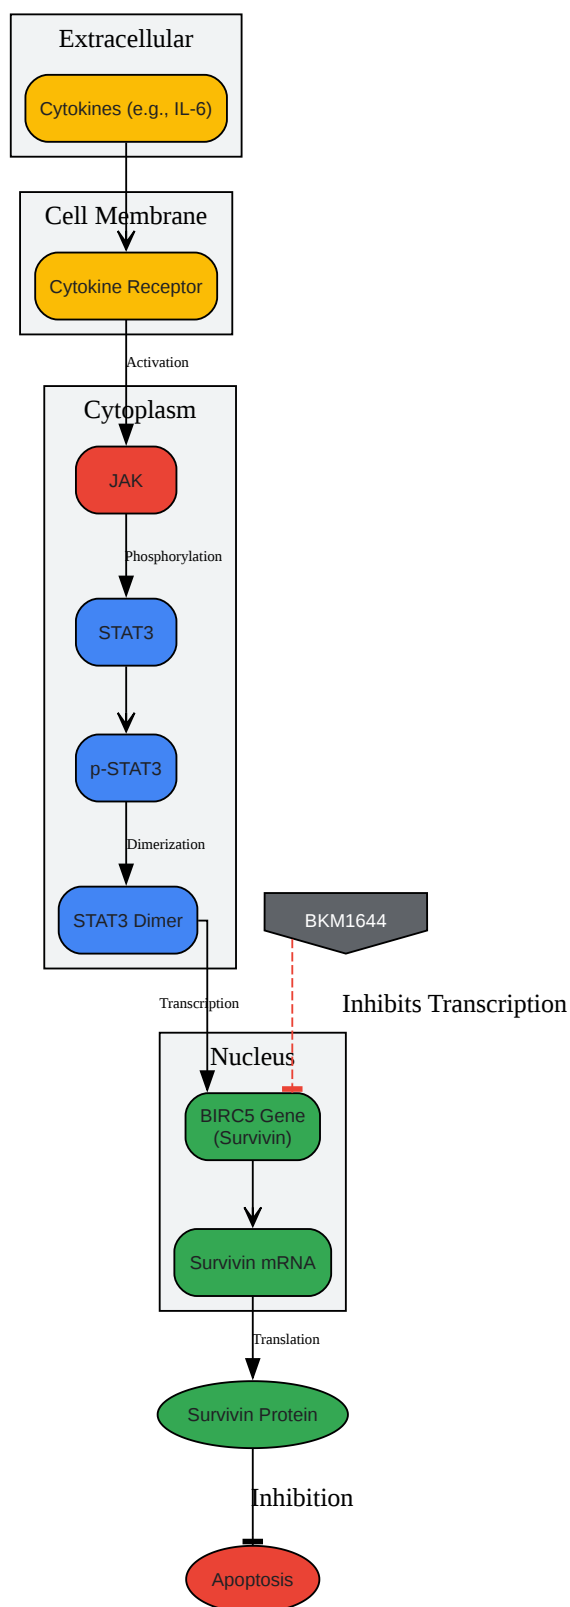 Extracellular
Cytokines (e.g., IL-6)
Cell Membrane
Cytokine Receptor
Activation
Cytoplasm
JAK
Phosphorylation
STAT3
p-STAT3
Dimerization
STAT3 Dimer
BKM1644
Transcription
Inhibits Transcription
Nucleus
BIRC5 Gene
(Survivin)
Survivin mRNA
Translation
Survivin Protein
Inhibition
Apoptosis